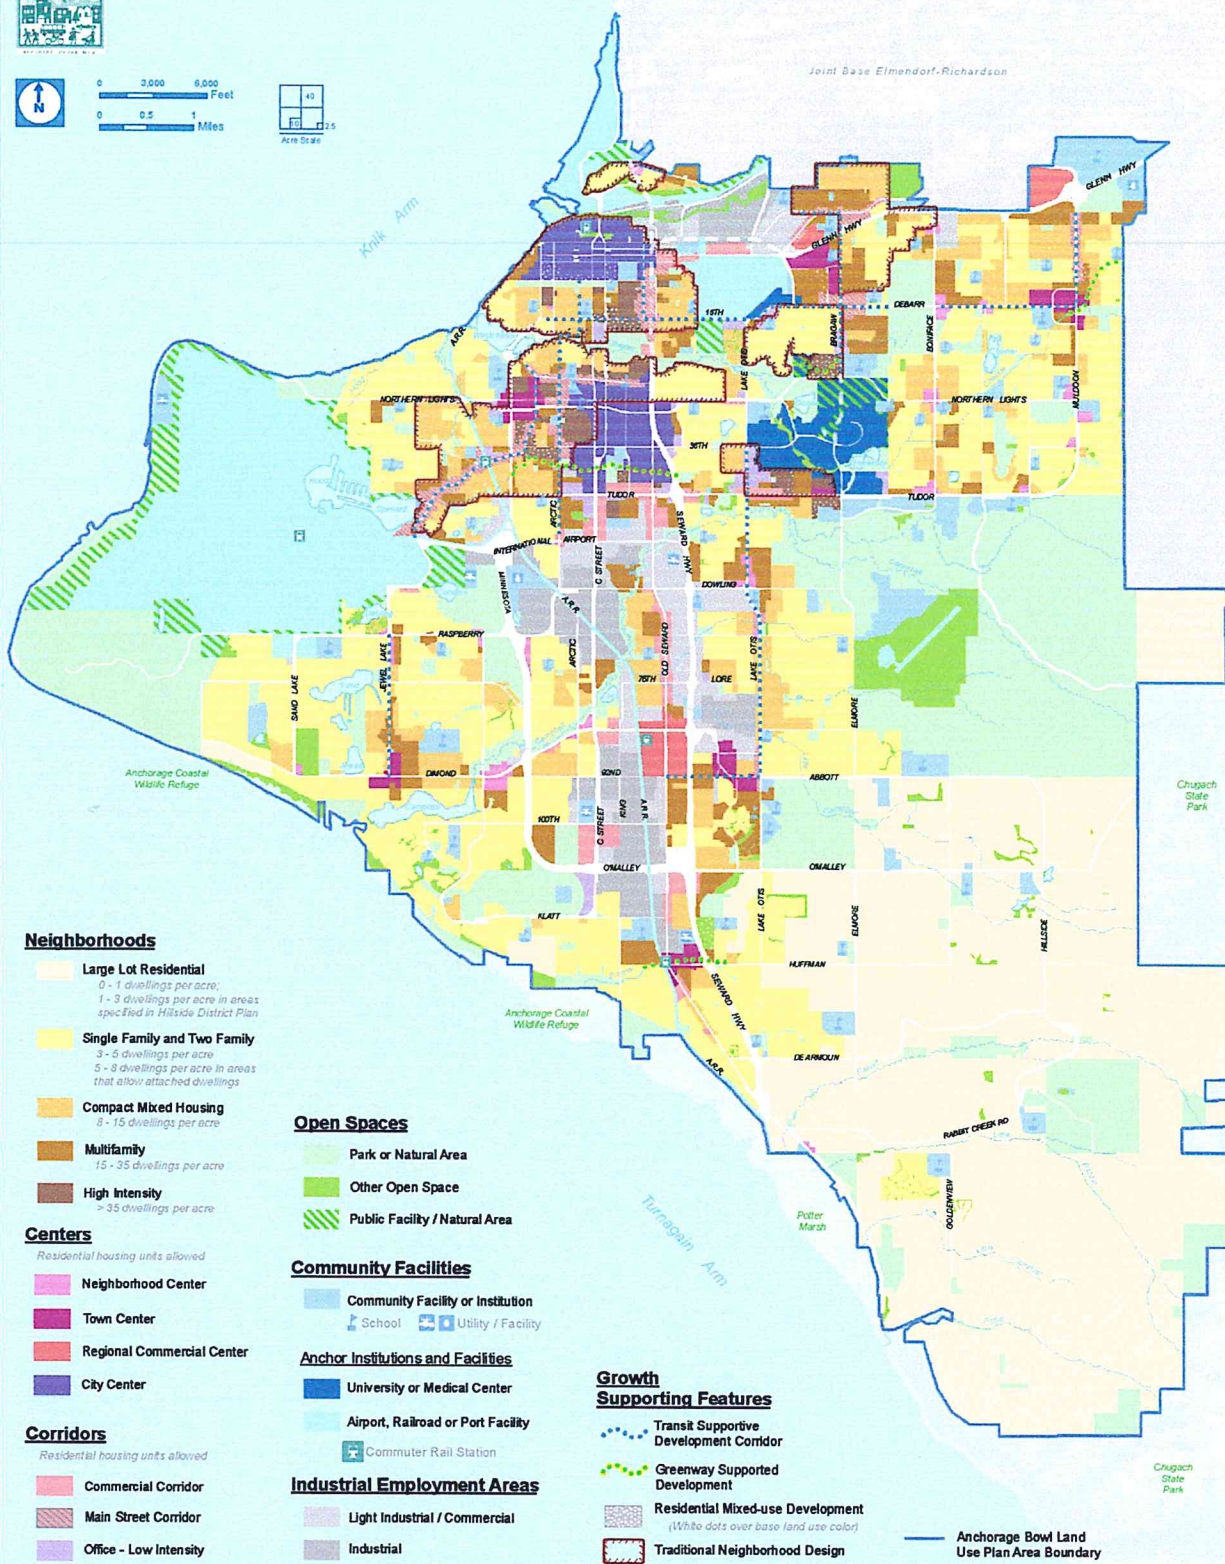 Joint Base Elmendorf-Richardson
N
0 3,000 6,000
Feet
0 0.5 1
Miles
40
10
2.5
Acre Scale
Knik Arm
GLENN HWY
GLENN HWY
A.R.R.
15TH
DEBARR
LAKE OTIS
BRAGAW
BONIFACE
MULDOON
NORTHERN LIGHTS
NORTHERN LIGHTS
36TH
TUDOR
TUDOR
ARCTIC
SEWARD HWY
INTERNATIONAL
AIRPORT
C STREET
MINNESOTA
A.R.R.
DOWLING
RASPBERRY
JEWEL LAKE
SAND LAKE
ARCTIC
OLD SEWARD
76TH
LORE
LAKE OTIS
ELMORE
Anchorage Coastal
Wildlife Refuge
DIMOND
92ND
ABBOTT
Chugach
State
Park
100TH
C STREET
KING
A.R.R.
O'MALLEY
O'MALLEY
KLATT
LAKE OTIS
ELMORE
HILLSIDE
HUFFMAN
SEWARD HWY
Anchorage Coastal
Wildlife Refuge
DE ARMOUN
A.R.R.
RABBIT CREEK RD
GOLDENVIEW
Potter
Marsh
Turnagain Arm
Chugach
State
Park
Neighborhoods
Large Lot Residential
0 - 1 dwellings per acre;
1 - 3 dwellings per acre in areas
specified in Hillside District Plan
Single Family and Two Family
3 - 5 dwellings per acre
5 - 8 dwellings per acre in areas
that allow attached dwellings
Compact Mixed Housing
8 - 15 dwellings per acre
Multifamily
15 - 35 dwellings per acre
High Intensity
> 35 dwellings per acre
Centers
Residential housing units allowed
Neighborhood Center
Town Center
Regional Commercial Center
City Center
Corridors
Residential housing units allowed
Commercial Corridor
Main Street Corridor
Office - Low Intensity
Open Spaces
Park or Natural Area
Other Open Space
Public Facility / Natural Area
Community Facilities
Community Facility or Institution
School
Utility / Facility
Anchor Institutions and Facilities
University or Medical Center
Airport, Railroad or Port Facility
Commuter Rail Station
Industrial Employment Areas
Light Industrial / Commercial
Industrial
Growth
Supporting Features
Transit Supportive
Development Corridor
Greenway Supported
Development
Residential Mixed-use Development
(White dots over base land use color)
Traditional Neighborhood Design
Anchorage Bowl Land
Use Plan Area Boundary